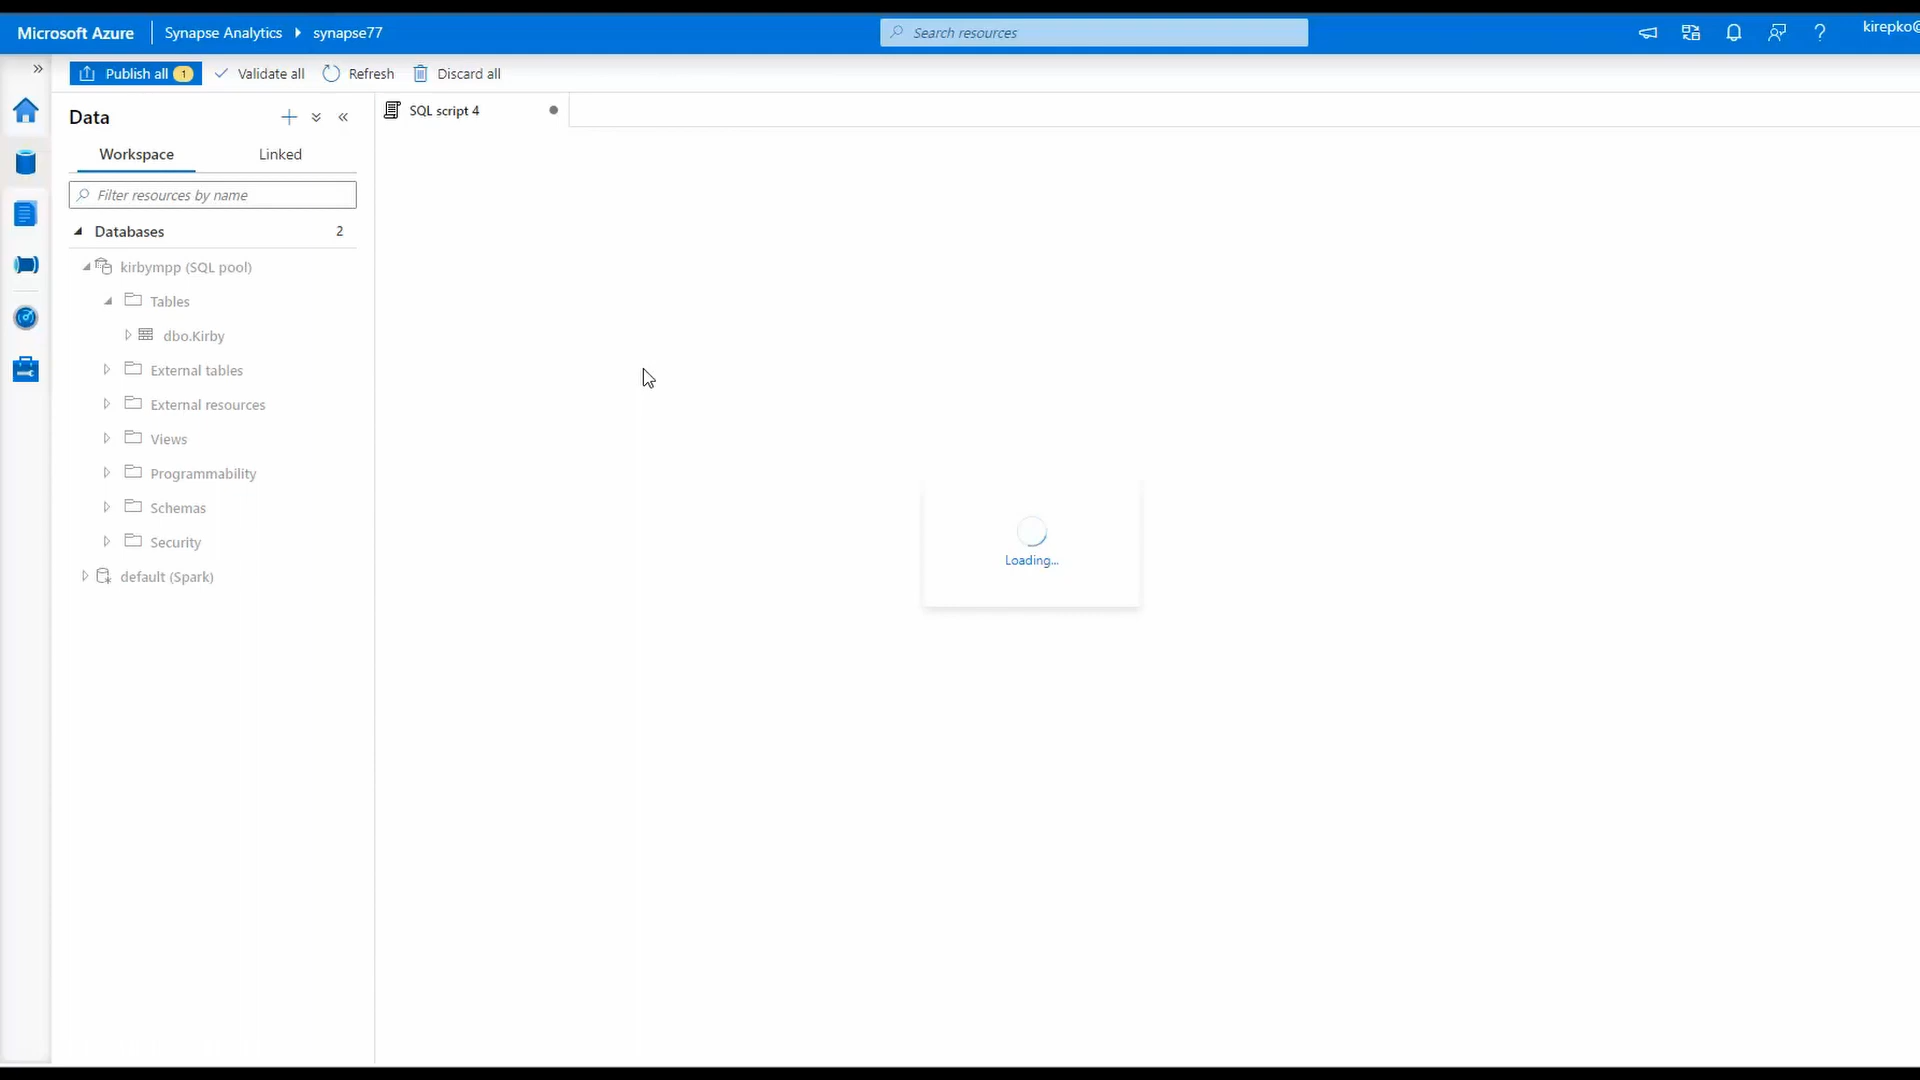 Microsoft Azure
Synapse Analytics
synapse77
Search resources
kirepko@
Publish all 1
Validate all
Refresh
Discard all
Data
SQL script 4
Workspace
Linked
Filter resources by name
Databases 2
kirbympp (SQL pool)
Tables
dbo.Kirby
External tables
External resources
Views
Programmability
Schemas
Security
default (Spark)
Loading...